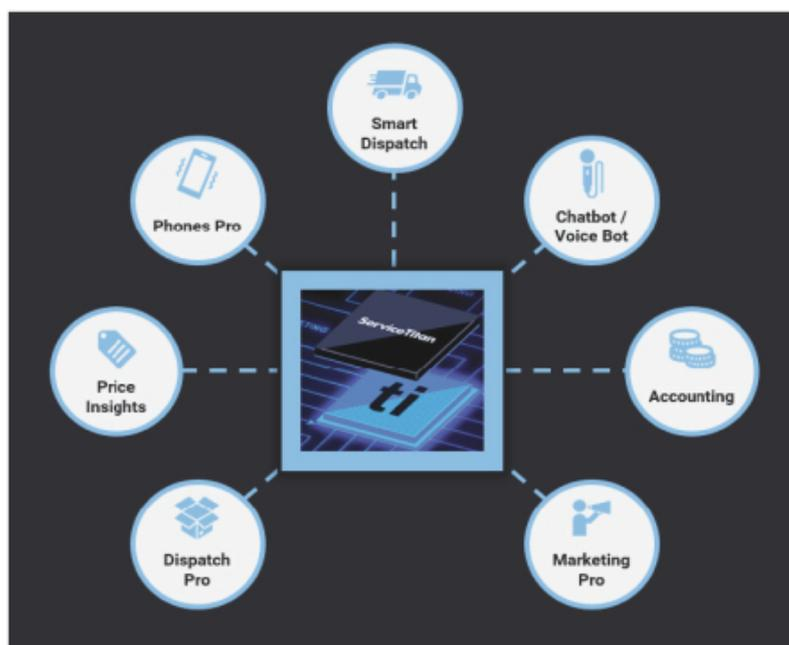 Smart
Dispatch
Phones Pro
Chatbot /
Voice Bot
ServiceTitan
ti
Price
Insights
Accounting
Dispatch
Pro
Marketing
Pro